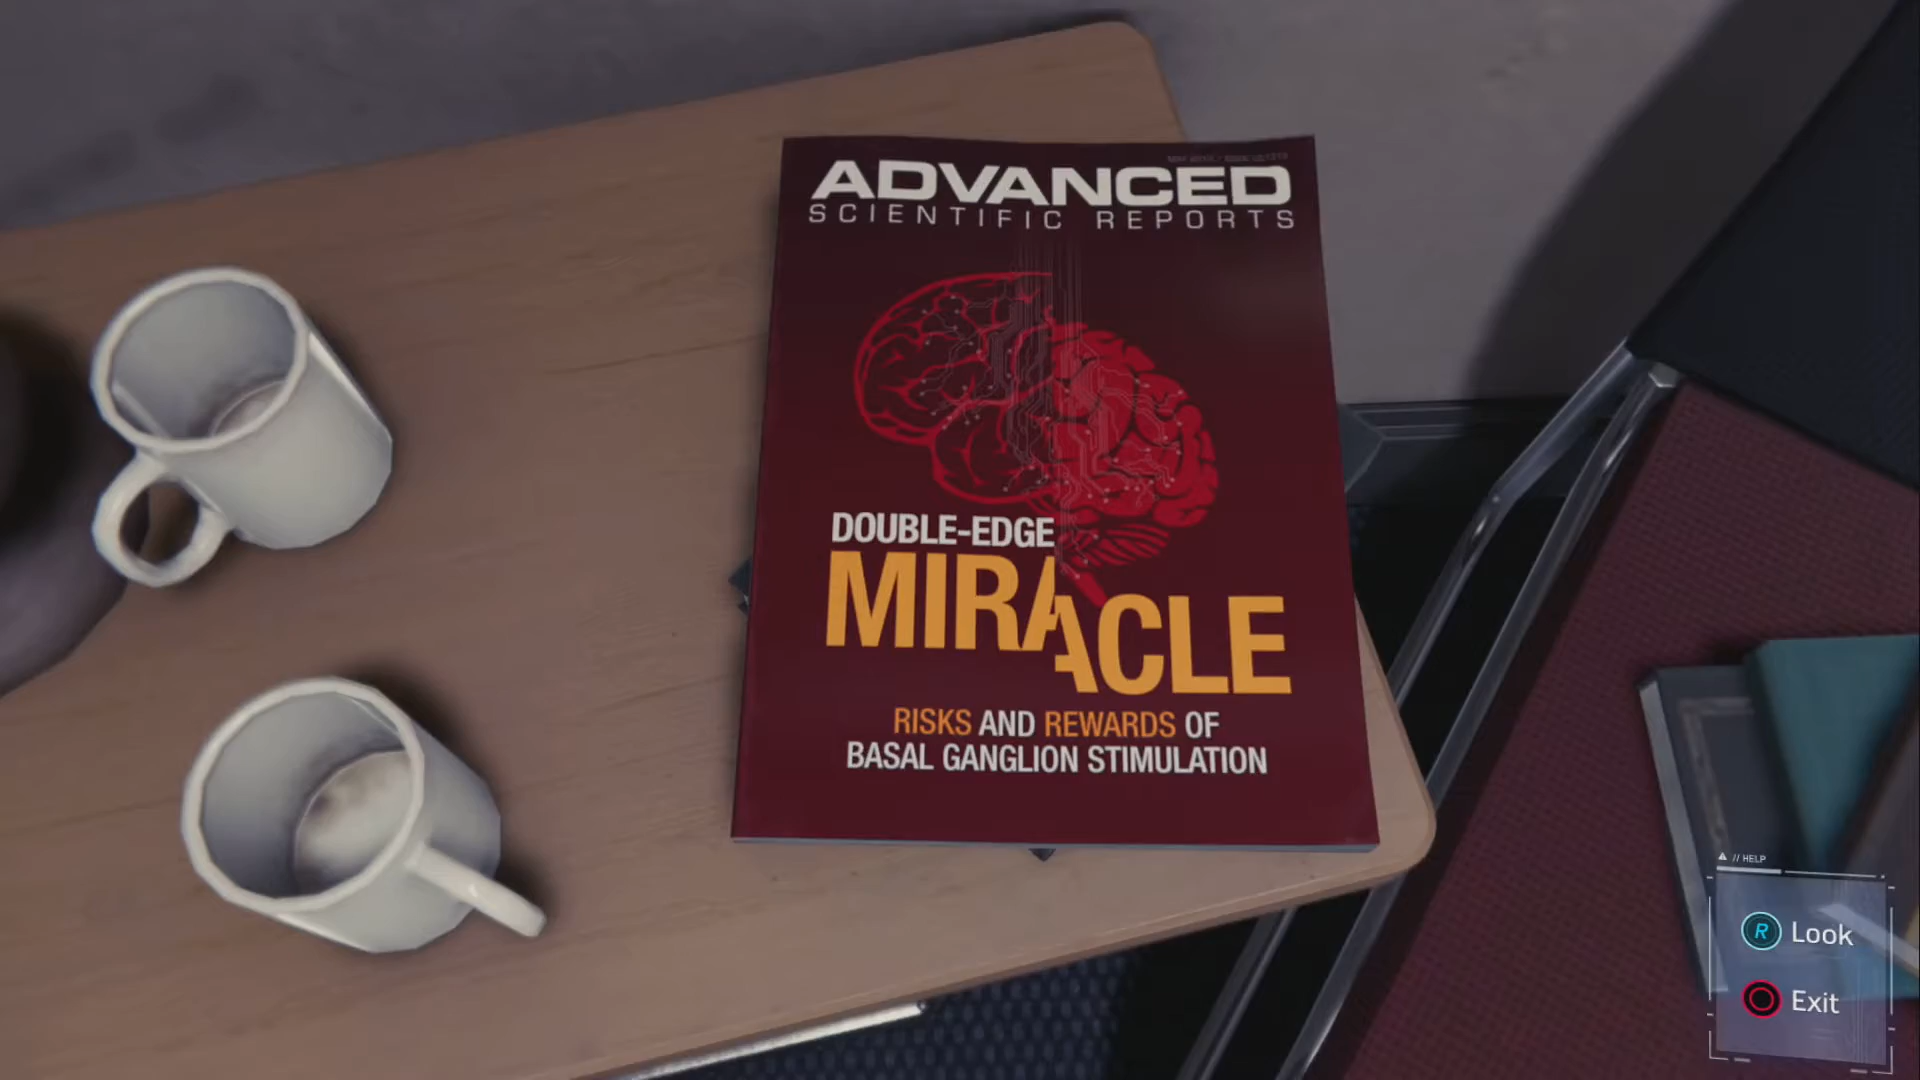 ADVANCED
SCIENTIFIC REPORTS
DOUBLE-EDGE
MIRACLE
RISKS AND REWARDS OF
BASAL GANGLION STIMULATION
// HELP
R Look
Exit